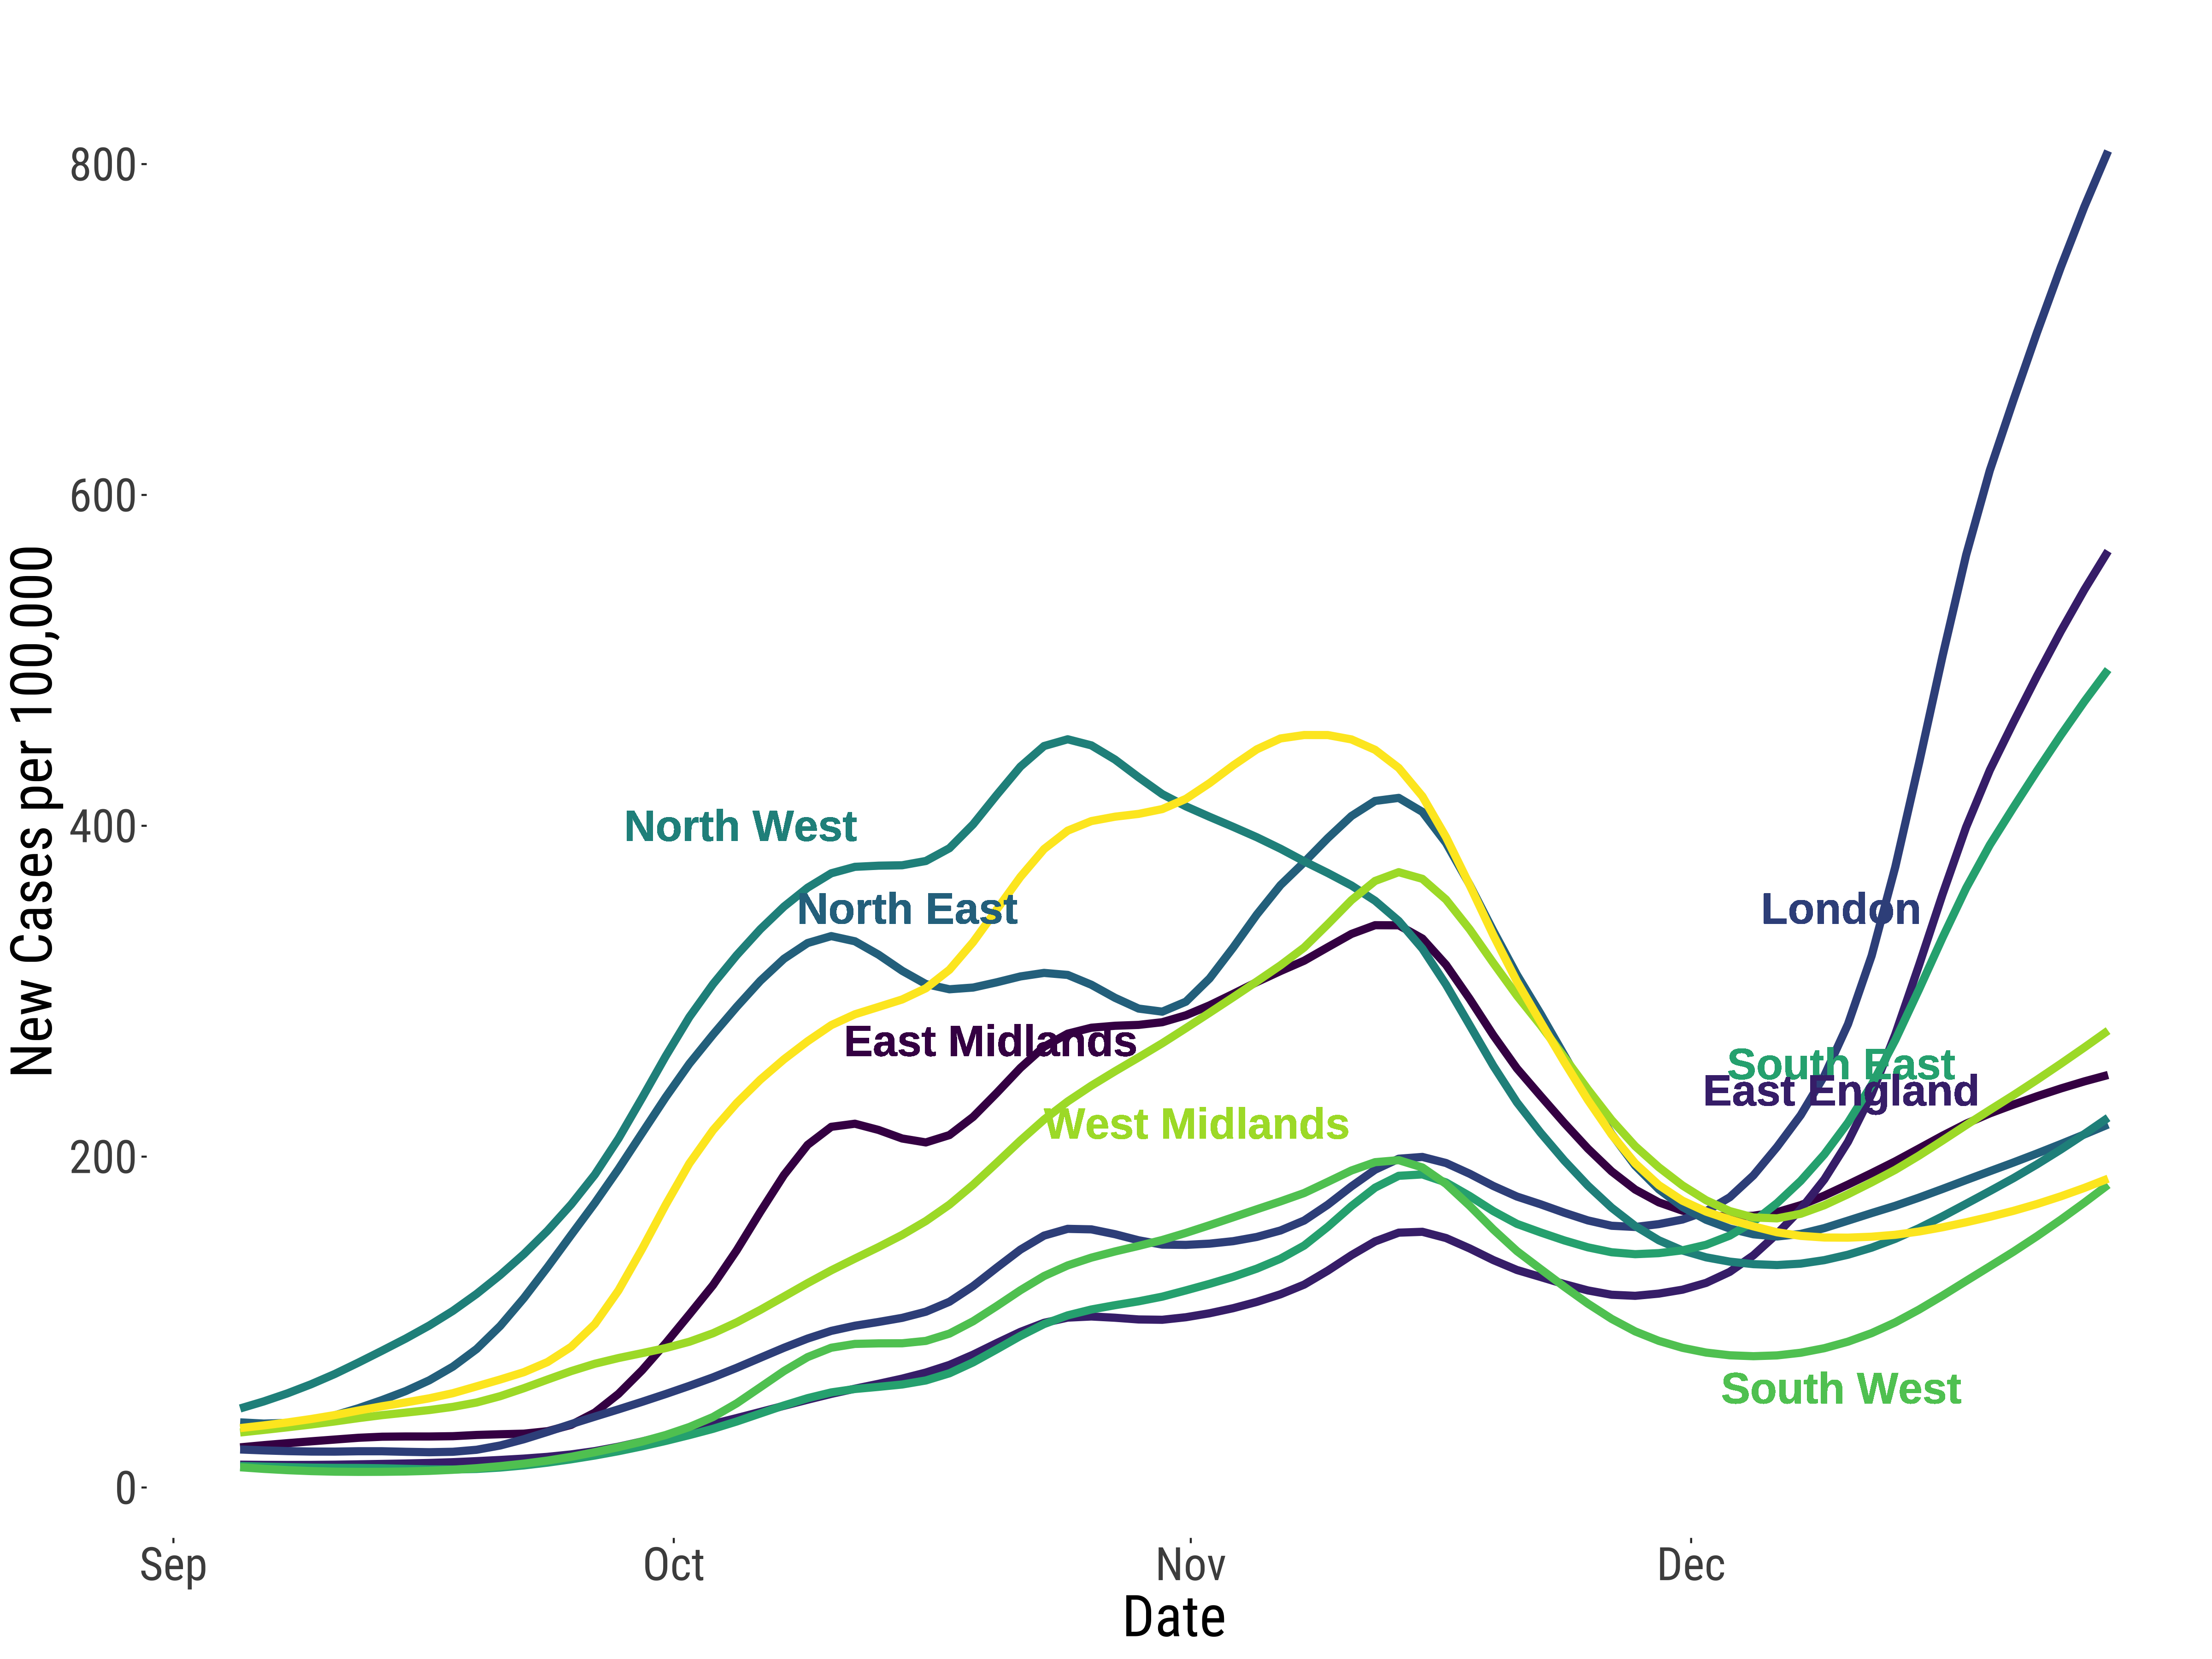 New Cases per 100,000
800
600
400
200
0
North West
North East
London
East Midlands
South East
East England
West Midlands
South West
Sep
Oct
Nov
Dec
Date